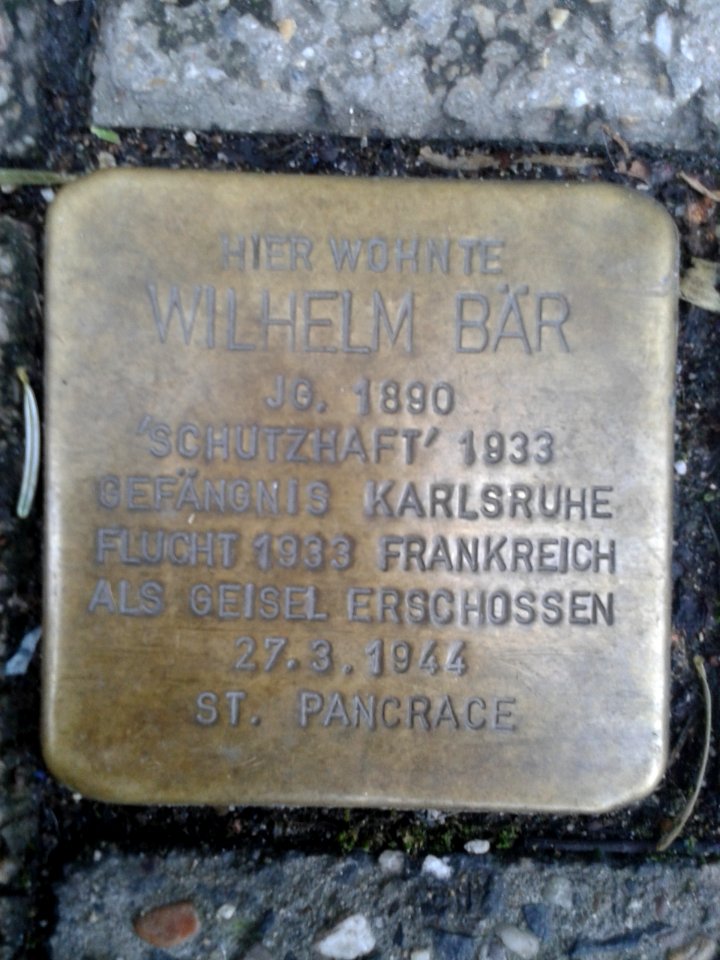 HIER WOHNTE
WILHELM BÄR
JG. 1890
'SCHUTZHAFT' 1933
GEFÄNGNIS KARLSRUHE
FLUCHT 1933 FRANKREICH
ALS GEISEL ERSCHOSSEN
27.3.1944
ST. PANCRACE